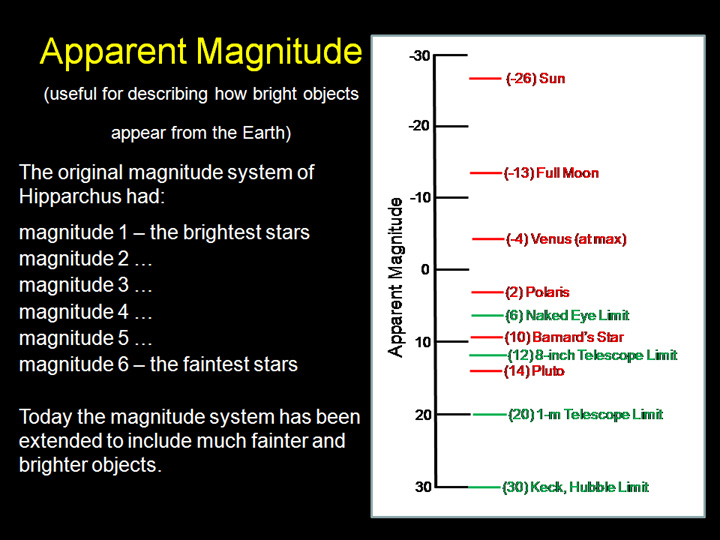 Apparent Magnitude
(useful for describing how bright objects
appear from the Earth)
The original magnitude system of
Hipparchus had:
magnitude 1 – the brightest stars
magnitude 2 …
magnitude 3 …
magnitude 4 …
magnitude 5 …
magnitude 6 – the faintest stars
Today the magnitude system has been
extended to include much fainter and
brighter objects.
Apparent Magnitude
-30
(-26) Sun
-20
(-13) Full Moon
-10
(-4) Venus (at max)
0
(2) Polaris
(6) Naked Eye Limit
(10) Barnard's Star
10
(12) 8-inch Telescope Limit
(14) Pluto
20
(20) 1-m Telescope Limit
30
(30) Keck, Hubble Limit